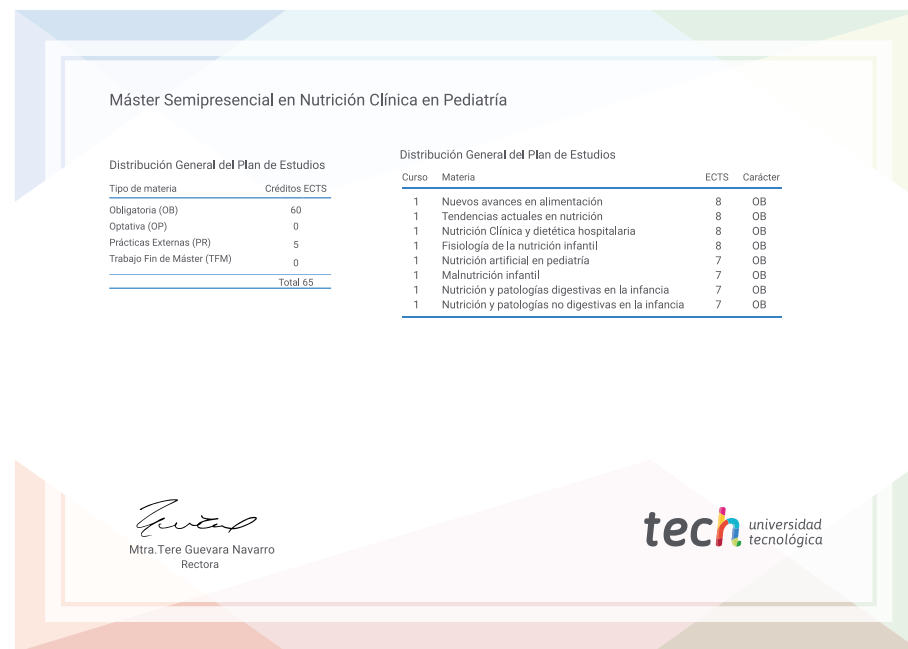 Máster Semipresencial en Nutrición Clínica en Pediatría
Distribución General del Plan de Estudios
Tipo de materia Créditos ECTS
Obligatoria (OB) 60
Optativa (OP) 0
Prácticas Externas (PR) 5
Trabajo Fin de Máster (TFM) 0
Total 65
Distribución General del Plan de Estudios
Curso Materia ECTS Carácter
1 Nuevos avances en alimentación 8 OB
1 Tendencias actuales en nutrición 8 OB
1 Nutrición Clínica y dietética hospitalaria 8 OB
1 Fisiología de la nutrición infantil 8 OB
1 Nutrición artificial en pediatría 7 OB
1 Malnutrición infantil 7 OB
1 Nutrición y patologías digestivas en la infancia 7 OB
1 Nutrición y patologías no digestivas en la infancia 7 OB
Mtra.Tere Guevara Navarro
Rectora
tech universidad
tecnológica